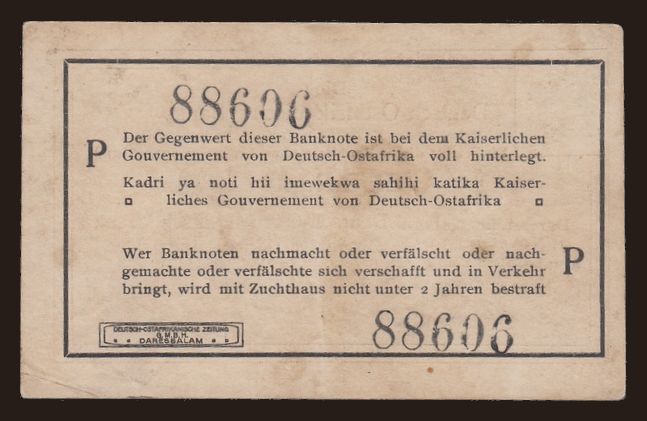 88606
P
Der Gegenwert dieser Banknote ist bei dem Kaiserlichen
Gouvernement von Deutsch-Ostafrika voll hinterlegt.
Kadri ya noti hii imewekwa sahihi katika Kaiser-
liches Gouvernement von Deutsch-Ostafrika
Wer Banknoten nachmacht oder verfälscht oder nach-
gemachte oder verfälschte sich verschafft und in Verkehr
bringt, wird mit Zuchthaus nicht unter 2 Jahren bestraft
P
DEUTSCH-OSTAFRIKANISCHE ZEITUNG
G.M.B.H.
DARESSALAM
88606